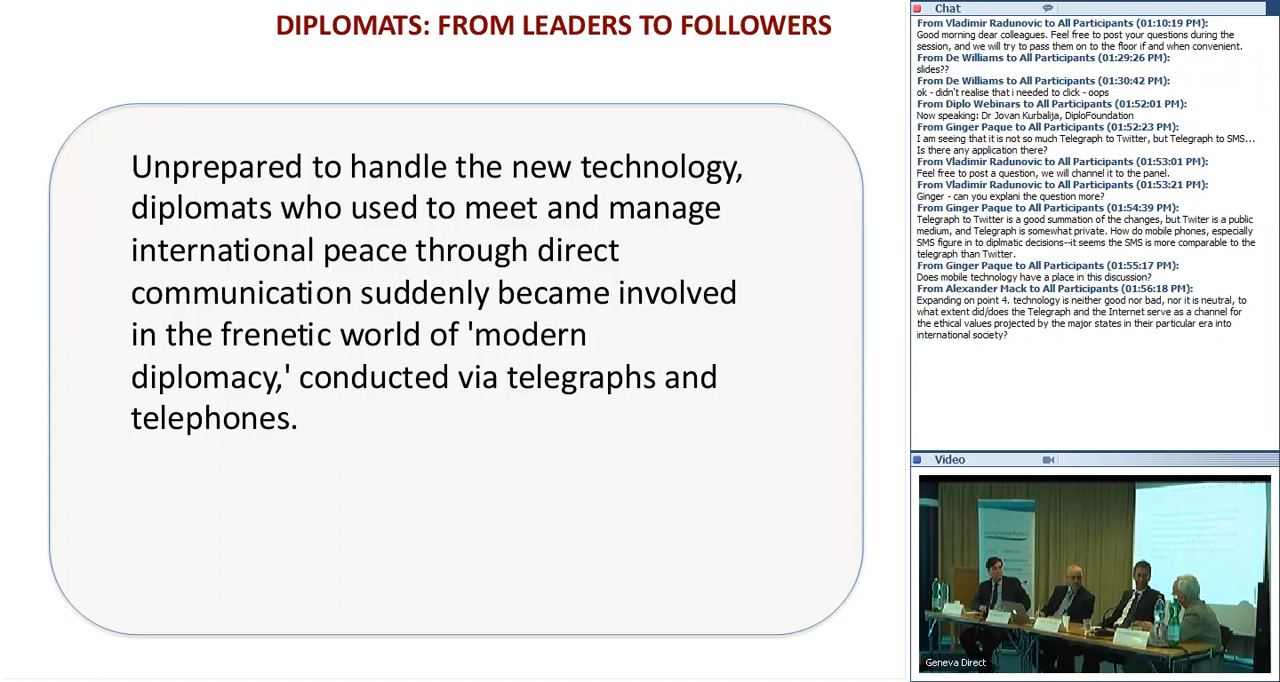 DIPLOMATS: FROM LEADERS TO FOLLOWERS
Unprepared to handle the new technology,
diplomats who used to meet and manage
international peace through direct
communication suddenly became involved
in the frenetic world of 'modern
diplomacy,' conducted via telegraphs and
telephones.
Chat
From Vladimir Radunovic to All Participants (01:10:19 PM):
Good morning dear colleagues. Feel free to post your questions during the
session, and we will try to pass them on to the floor if and when convenient.
From De Williams to All Participants (01:29:26 PM):
slides??
From De Williams to All Participants (01:30:42 PM):
ok - didn't realise that i needed to click - oops
From Diplo Webinars to All Participants (01:52:01 PM):
Now speaking: Dr Jovan Kurbalija, DiploFoundation
From Ginger Paque to All Participants (01:52:23 PM):
I am seeing that it is not so much Telegraph to Twitter, but Telegraph to SMS...
Is there any application there?
From Vladimir Radunovic to All Participants (01:53:01 PM):
Feel free to post a question, we will channel it to the panel.
From Vladimir Radunovic to All Participants (01:53:21 PM):
Ginger - can you explani the question more?
From Ginger Paque to All Participants (01:54:39 PM):
Telegraph to Twitter is a good summation of the changes, but Twiter is a public
medium, and Telegraph is somewhat private. How do mobile phones, especially
SMS figure in to diplmatic decisions--it seems the SMS is more comparable to the
telegraph than Twitter.
From Ginger Paque to All Participants (01:55:17 PM):
Does mobile technology have a place in this discussion?
From Alexander Mack to All Participants (01:56:18 PM):
Expanding on point 4. technology is neither good nor bad, nor it is neutral, to
what extent did/does the Telegraph and the Internet serve as a channel for
the ethical values projected by the major states in their particular era into
international society?
Video
Geneva Direct